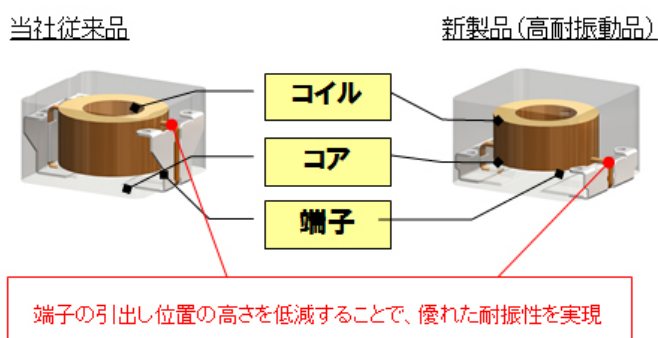 当社従来品
新製品(高耐振動品)
コイル
コア
端子
端子の引出し位置の高さを低減することで、優れた耐振性を実現